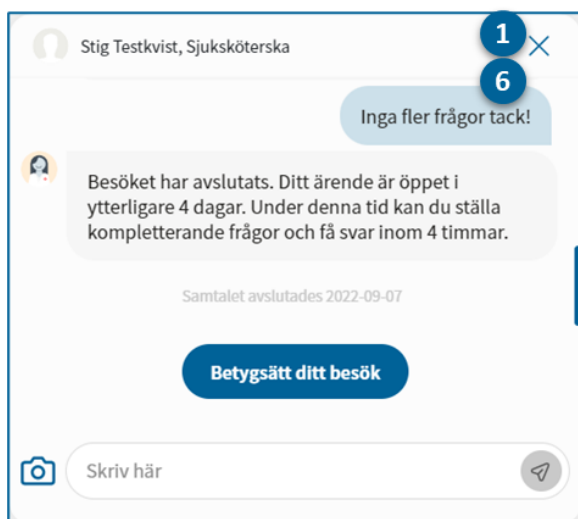 1
Stig Testkvist, Sjuksköterska
6
Inga fler frågor tack!
Besöket har avslutats. Ditt ärende är öppet i
ytterligare 4 dagar. Under denna tid kan du ställa
kompletterande frågor och få svar inom 4 timmar.
Samtalet avslutades 2022-09-07
Betygsätt ditt besök
Skriv här